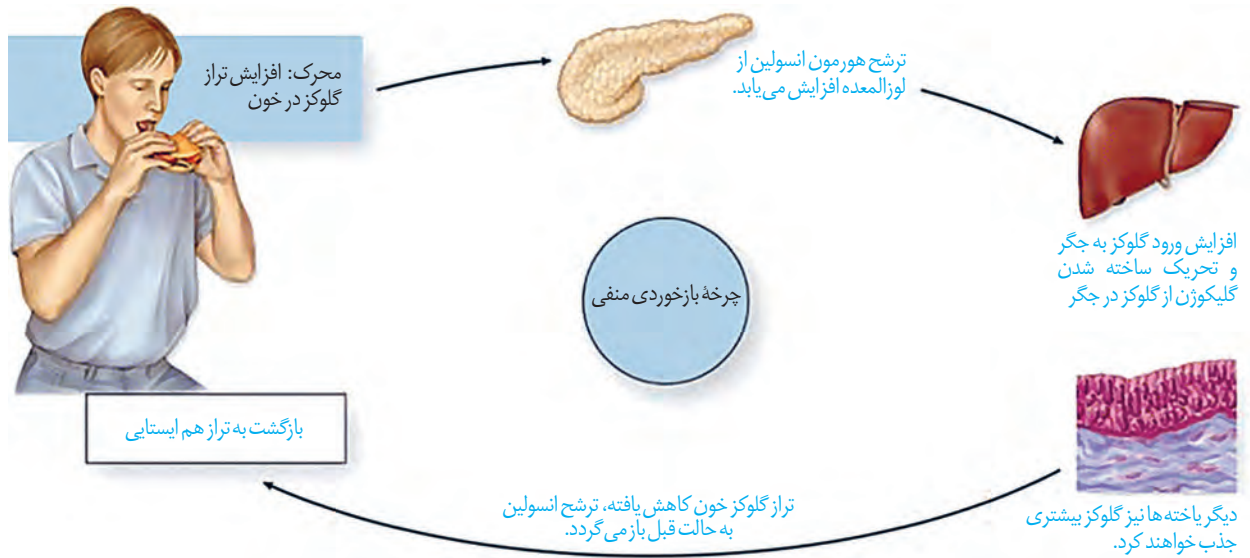 محرک: افزایش تراز
گلوکز در خون
ترشح هورمون انسولین از
لوزالمعده افزایش می‌یابد.
افزایش ورود گلوکز به جگر
و تحریک ساخته شدن
گلیکوژن از گلوکز در جگر
چرخهٔ بازخوردی منفی
دیگر یاخته‌ها نیز گلوکز بیشتری
جذب خواهند کرد.
تراز گلوکز خون کاهش یافته، ترشح انسولین
به حالت قبل باز می‌گردد.
بازگشت به تراز هم ایستایی